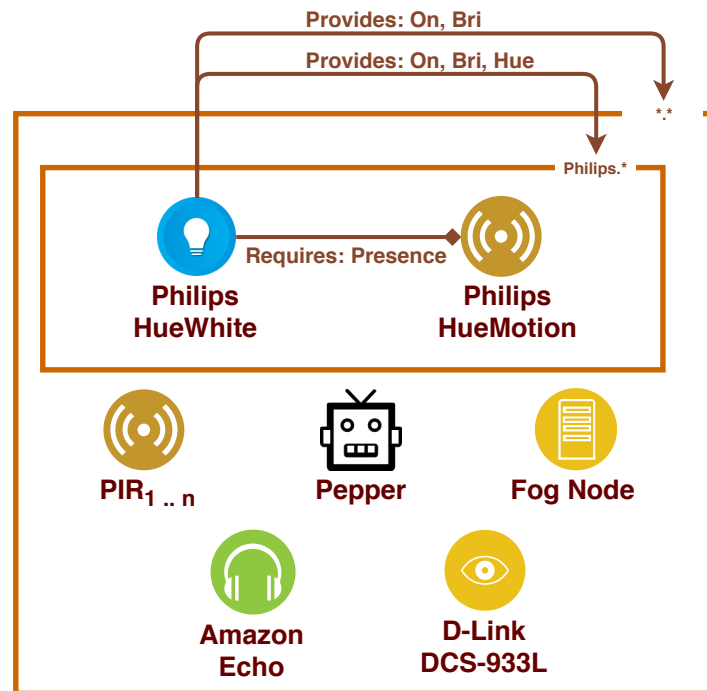 Provides: On, Bri
Provides: On, Bri, Hue
*.*
Philips.*
Requires: Presence
Philips
HueWhite
Philips
HueMotion
PIR1 .. n
Pepper
Fog Node
Amazon
Echo
D-Link
DCS-933L